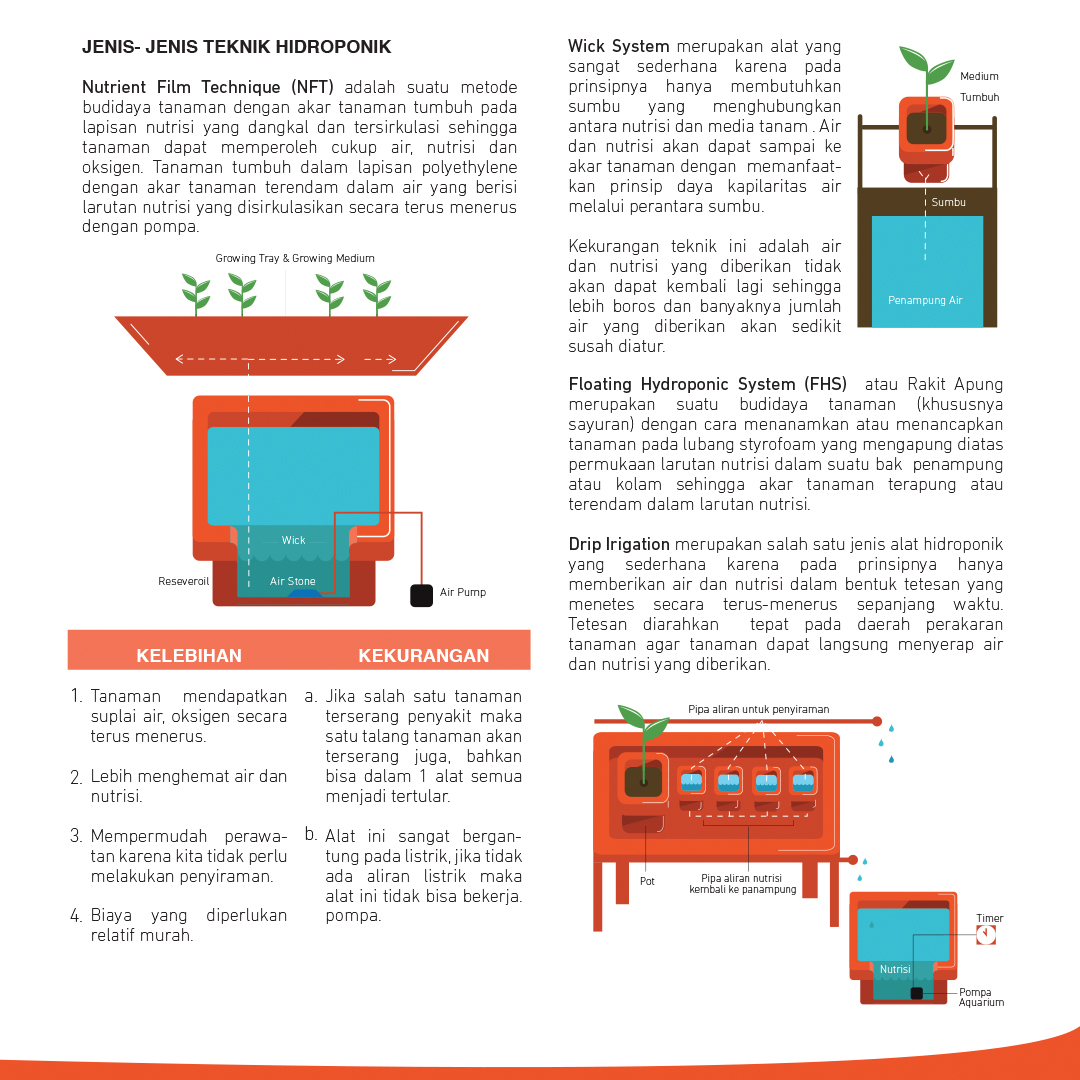 JENIS- JENIS TEKNIK HIDROPONIK
Nutrient Film Technique (NFT) adalah suatu metode
budidaya tanaman dengan akar tanaman tumbuh pada
lapisan nutrisi yang dangkal dan tersirkulasi sehingga
tanaman dapat memperoleh cukup air, nutrisi dan
oksigen. Tanaman tumbuh dalam lapisan polyethylene
dengan akar tanaman terendam dalam air yang berisi
larutan nutrisi yang disirkulasikan secara terus menerus
dengan pompa.
Growing Tray & Growing Medium
Wick
Reseveroil
Air Stone
Air Pump
KELEBIHAN
KEKURANGAN
1. Tanaman mendapatkan
suplai air, oksigen secara
terus menerus.
2. Lebih menghemat air dan
nutrisi.
3. Mempermudah perawa-
tan karena kita tidak perlu
melakukan penyiraman.
4. Biaya yang diperlukan
relatif murah.
a. Jika salah satu tanaman
terserang penyakit maka
satu talang tanaman akan
terserang juga, bahkan
bisa dalam 1 alat semua
menjadi tertular.
b. Alat ini sangat bergan-
tung pada listrik, jika tidak
ada aliran listrik maka
alat ini tidak bisa bekerja.
pompa.
Wick System merupakan alat yang
sangat sederhana karena pada
prinsipnya hanya membutuhkan
sumbu yang menghubungkan
antara nutrisi dan media tanam . Air
dan nutrisi akan dapat sampai ke
akar tanaman dengan memanfaat-
kan prinsip daya kapilaritas air
melalui perantara sumbu.
Kekurangan teknik ini adalah air
dan nutrisi yang diberikan tidak
akan dapat kembali lagi sehingga
lebih boros dan banyaknya jumlah
air yang diberikan akan sedikit
susah diatur.
Medium
Tumbuh
Sumbu
Penampung Air
Floating Hydroponic System (FHS) atau Rakit Apung
merupakan suatu budidaya tanaman (khususnya
sayuran) dengan cara menanamkan atau menancapkan
tanaman pada lubang styrofoam yang mengapung diatas
permukaan larutan nutrisi dalam suatu bak penampung
atau kolam sehingga akar tanaman terapung atau
terendam dalam larutan nutrisi.
Drip Irigation merupakan salah satu jenis alat hidroponik
yang sederhana karena pada prinsipnya hanya
memberikan air dan nutrisi dalam bentuk tetesan yang
menetes secara terus-menerus sepanjang waktu.
Tetesan diarahkan tepat pada daerah perakaran
tanaman agar tanaman dapat langsung menyerap air
dan nutrisi yang diberikan.
Pipa aliran untuk penyiraman
Pot
Pipa aliran nutrisi
kembali ke panampung
Timer
Nutrisi
Pompa
Aquarium